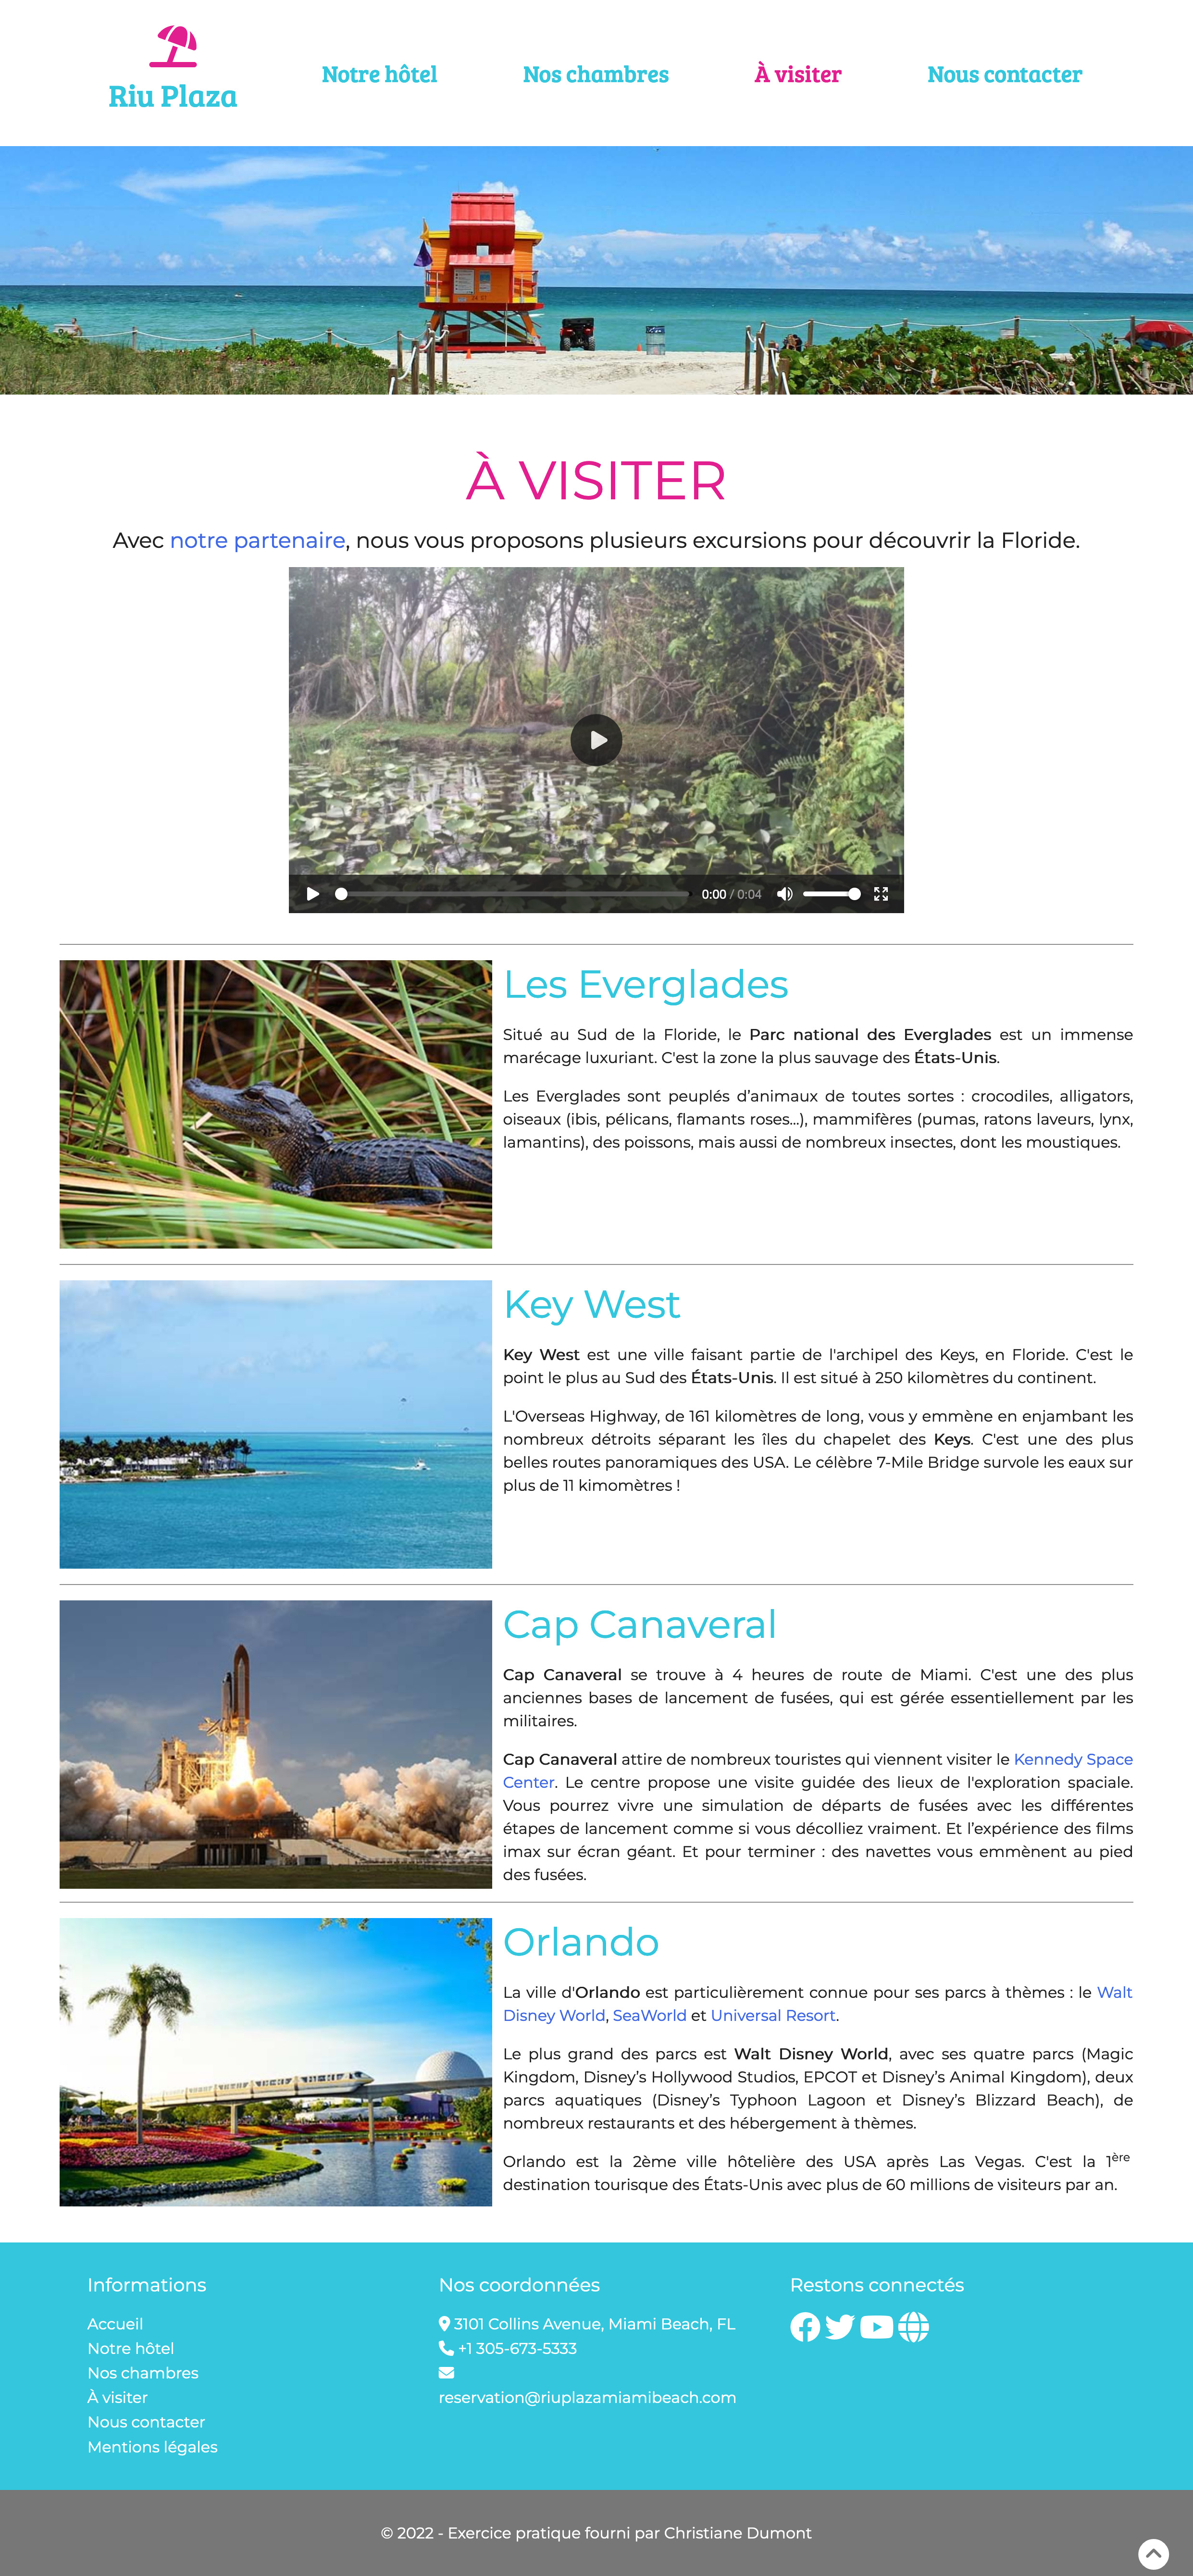 Riu Plaza
Notre hôtel
Nos chambres
À visiter
Nous contacter
À VISITER
Avec notre partenaire, nous vous proposons plusieurs excursions pour découvrir la Floride.
0:00 / 0:04
Les Everglades
Situé au Sud de la Floride, le Parc national des Everglades est un immense
marécage luxuriant. C'est la zone la plus sauvage des États-Unis.
Les Everglades sont peuplés d’animaux de toutes sortes : crocodiles, alligators,
oiseaux (ibis, pélicans, flamants roses...), mammifères (pumas, ratons laveurs, lynx,
lamantins), des poissons, mais aussi de nombreux insectes, dont les moustiques.
Key West
Key West est une ville faisant partie de l'archipel des Keys, en Floride. C'est le
point le plus au Sud des États-Unis. Il est situé à 250 kilomètres du continent.
L'Overseas Highway, de 161 kilomètres de long, vous y emmène en enjambant les
nombreux détroits séparant les îles du chapelet des Keys. C'est une des plus
belles routes panoramiques des USA. Le célèbre 7-Mile Bridge survole les eaux sur
plus de 11 kimomètres !
Cap Canaveral
Cap Canaveral se trouve à 4 heures de route de Miami. C'est une des plus
anciennes bases de lancement de fusées, qui est gérée essentiellement par les
militaires.
Cap Canaveral attire de nombreux touristes qui viennent visiter le Kennedy Space
Center. Le centre propose une visite guidée des lieux de l'exploration spaciale.
Vous pourrez vivre une simulation de départs de fusées avec les différentes
étapes de lancement comme si vous décolliez vraiment. Et l’expérience des films
imax sur écran géant. Et pour terminer : des navettes vous emmènent au pied
des fusées.
Orlando
La ville d'Orlando est particulièrement connue pour ses parcs à thèmes : le Walt
Disney World, SeaWorld et Universal Resort.
Le plus grand des parcs est Walt Disney World, avec ses quatre parcs (Magic
Kingdom, Disney’s Hollywood Studios, EPCOT et Disney’s Animal Kingdom), deux
parcs aquatiques (Disney’s Typhoon Lagoon et Disney’s Blizzard Beach), de
nombreux restaurants et des hébergement à thèmes.
Orlando est la 2ème ville hôtelière des USA après Las Vegas. C'est la 1ère
destination tourisque des États-Unis avec plus de 60 millions de visiteurs par an.
Informations
Accueil
Notre hôtel
Nos chambres
À visiter
Nous contacter
Mentions légales
Nos coordonnées
3101 Collins Avenue, Miami Beach, FL
+1 305-673-5333
reservation@riuplazamiamibeach.com
Restons connectés
© 2022 - Exercice pratique fourni par Christiane Dumont